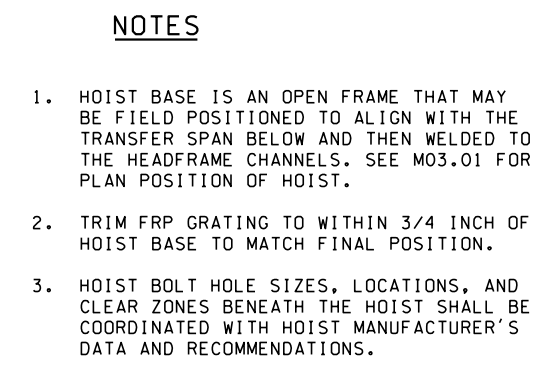 NOTES
1. HOIST BASE IS AN OPEN FRAME THAT MAY
BE FIELD POSITIONED TO ALIGN WITH THE
TRANSFER SPAN BELOW AND THEN WELDED TO
THE HEADFRAME CHANNELS. SEE M03.01 FOR
PLAN POSITION OF HOIST.
2. TRIM FRP GRATING TO WITHIN 3/4 INCH OF
HOIST BASE TO MATCH FINAL POSITION.
3. HOIST BOLT HOLE SIZES, LOCATIONS, AND
CLEAR ZONES BENEATH THE HOIST SHALL BE
COORDINATED WITH HOIST MANUFACTURER'S
DATA AND RECOMMENDATIONS.